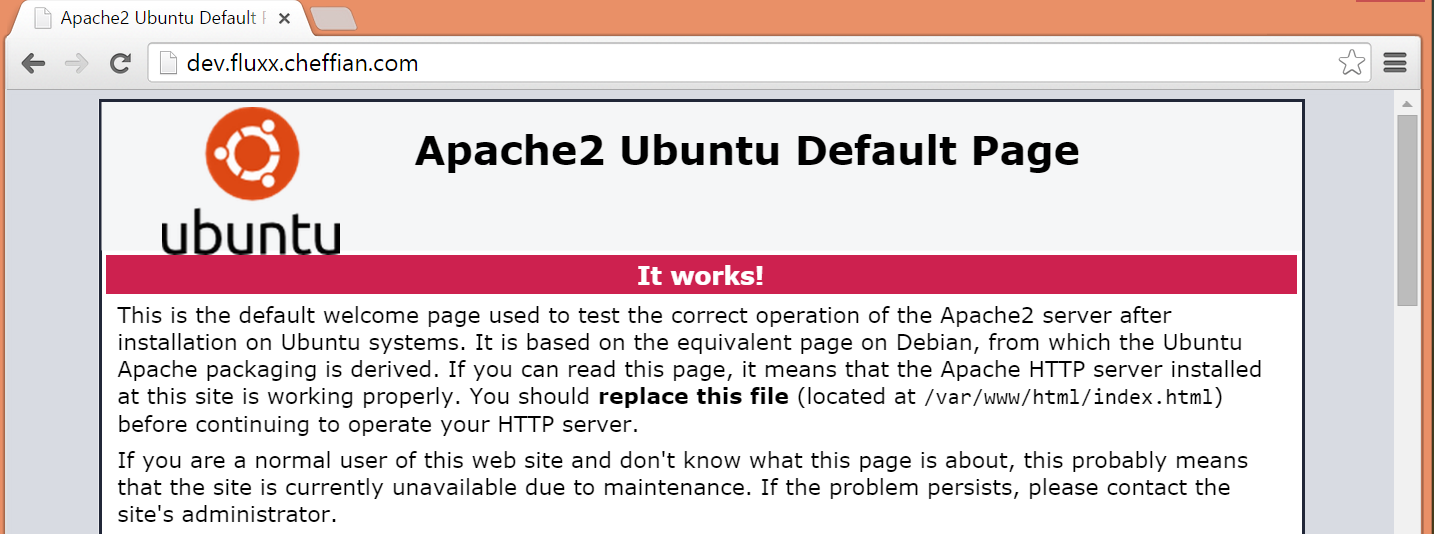 Apache2 Ubuntu Default
dev.fluxx.cheffian.com
ubuntu
Apache2 Ubuntu Default Page
It works!
This is the default welcome page used to test the correct operation of the Apache2 server after
installation on Ubuntu systems. It is based on the equivalent page on Debian, from which the Ubuntu
Apache packaging is derived. If you can read this page, it means that the Apache HTTP server installed
at this site is working properly. You should replace this file (located at /var/www/html/index.html)
before continuing to operate your HTTP server.
If you are a normal user of this web site and don't know what this page is about, this probably means
that the site is currently unavailable due to maintenance. If the problem persists, please contact the
site's administrator.